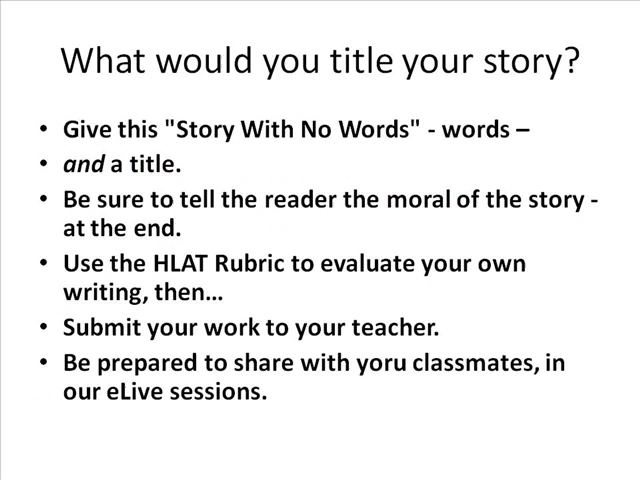 What would you title your story?
• Give this "Story With No Words" - words –
• and a title.
• Be sure to tell the reader the moral of the story -
at the end.
• Use the HLAT Rubric to evaluate your own
writing, then…
• Submit your work to your teacher.
• Be prepared to share with yoru classmates, in
our eLive sessions.